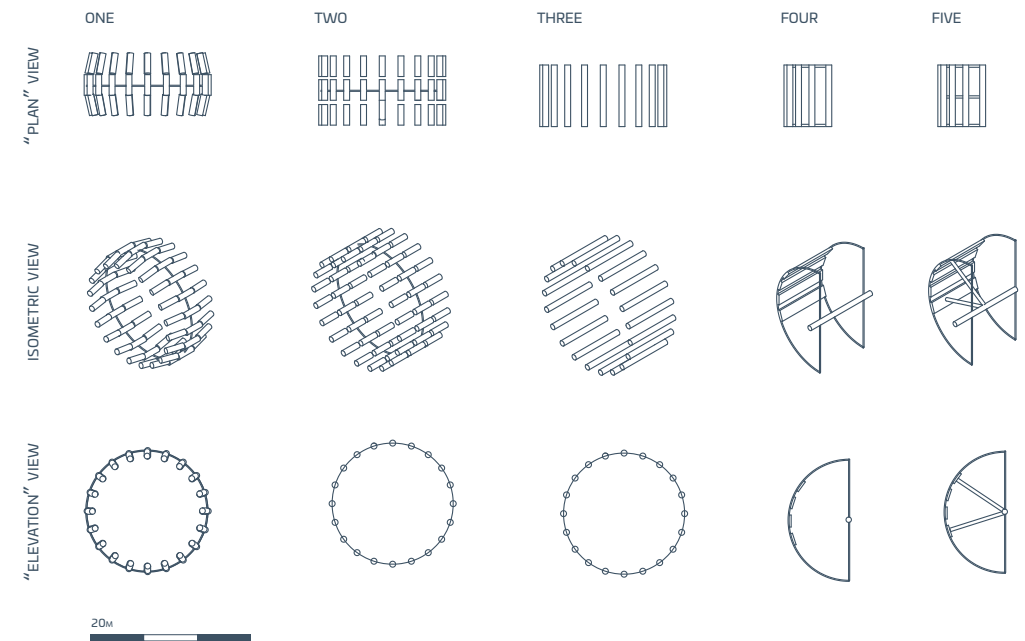 ONE
TWO
THREE
FOUR
FIVE
“PLAN” VIEW
ISOMETRIC VIEW
“ELEVATION” VIEW
20M